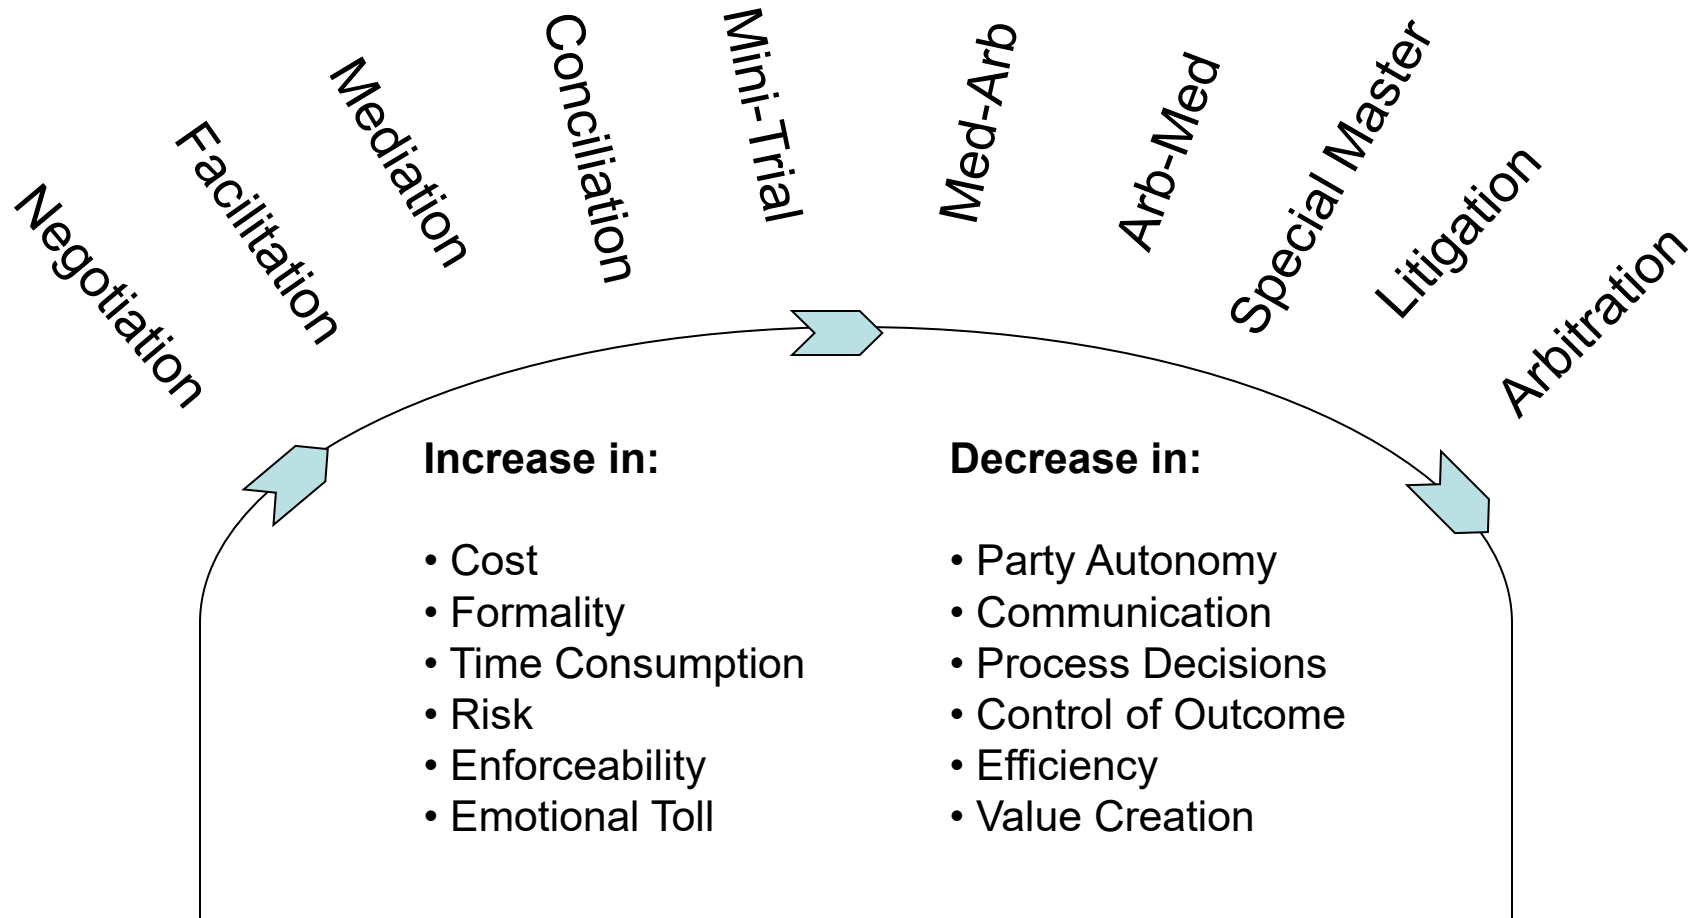 Negotiation
Facilitation
Mediation
Conciliation
Mini-Trial
Med-Arb
Arb-Med
Special Master
Litigation
Arbitration
Increase in:
• Cost
• Formality
• Time Consumption
• Risk
• Enforceability
• Emotional Toll
Decrease in:
• Party Autonomy
• Communication
• Process Decisions
• Control of Outcome
• Efficiency
• Value Creation